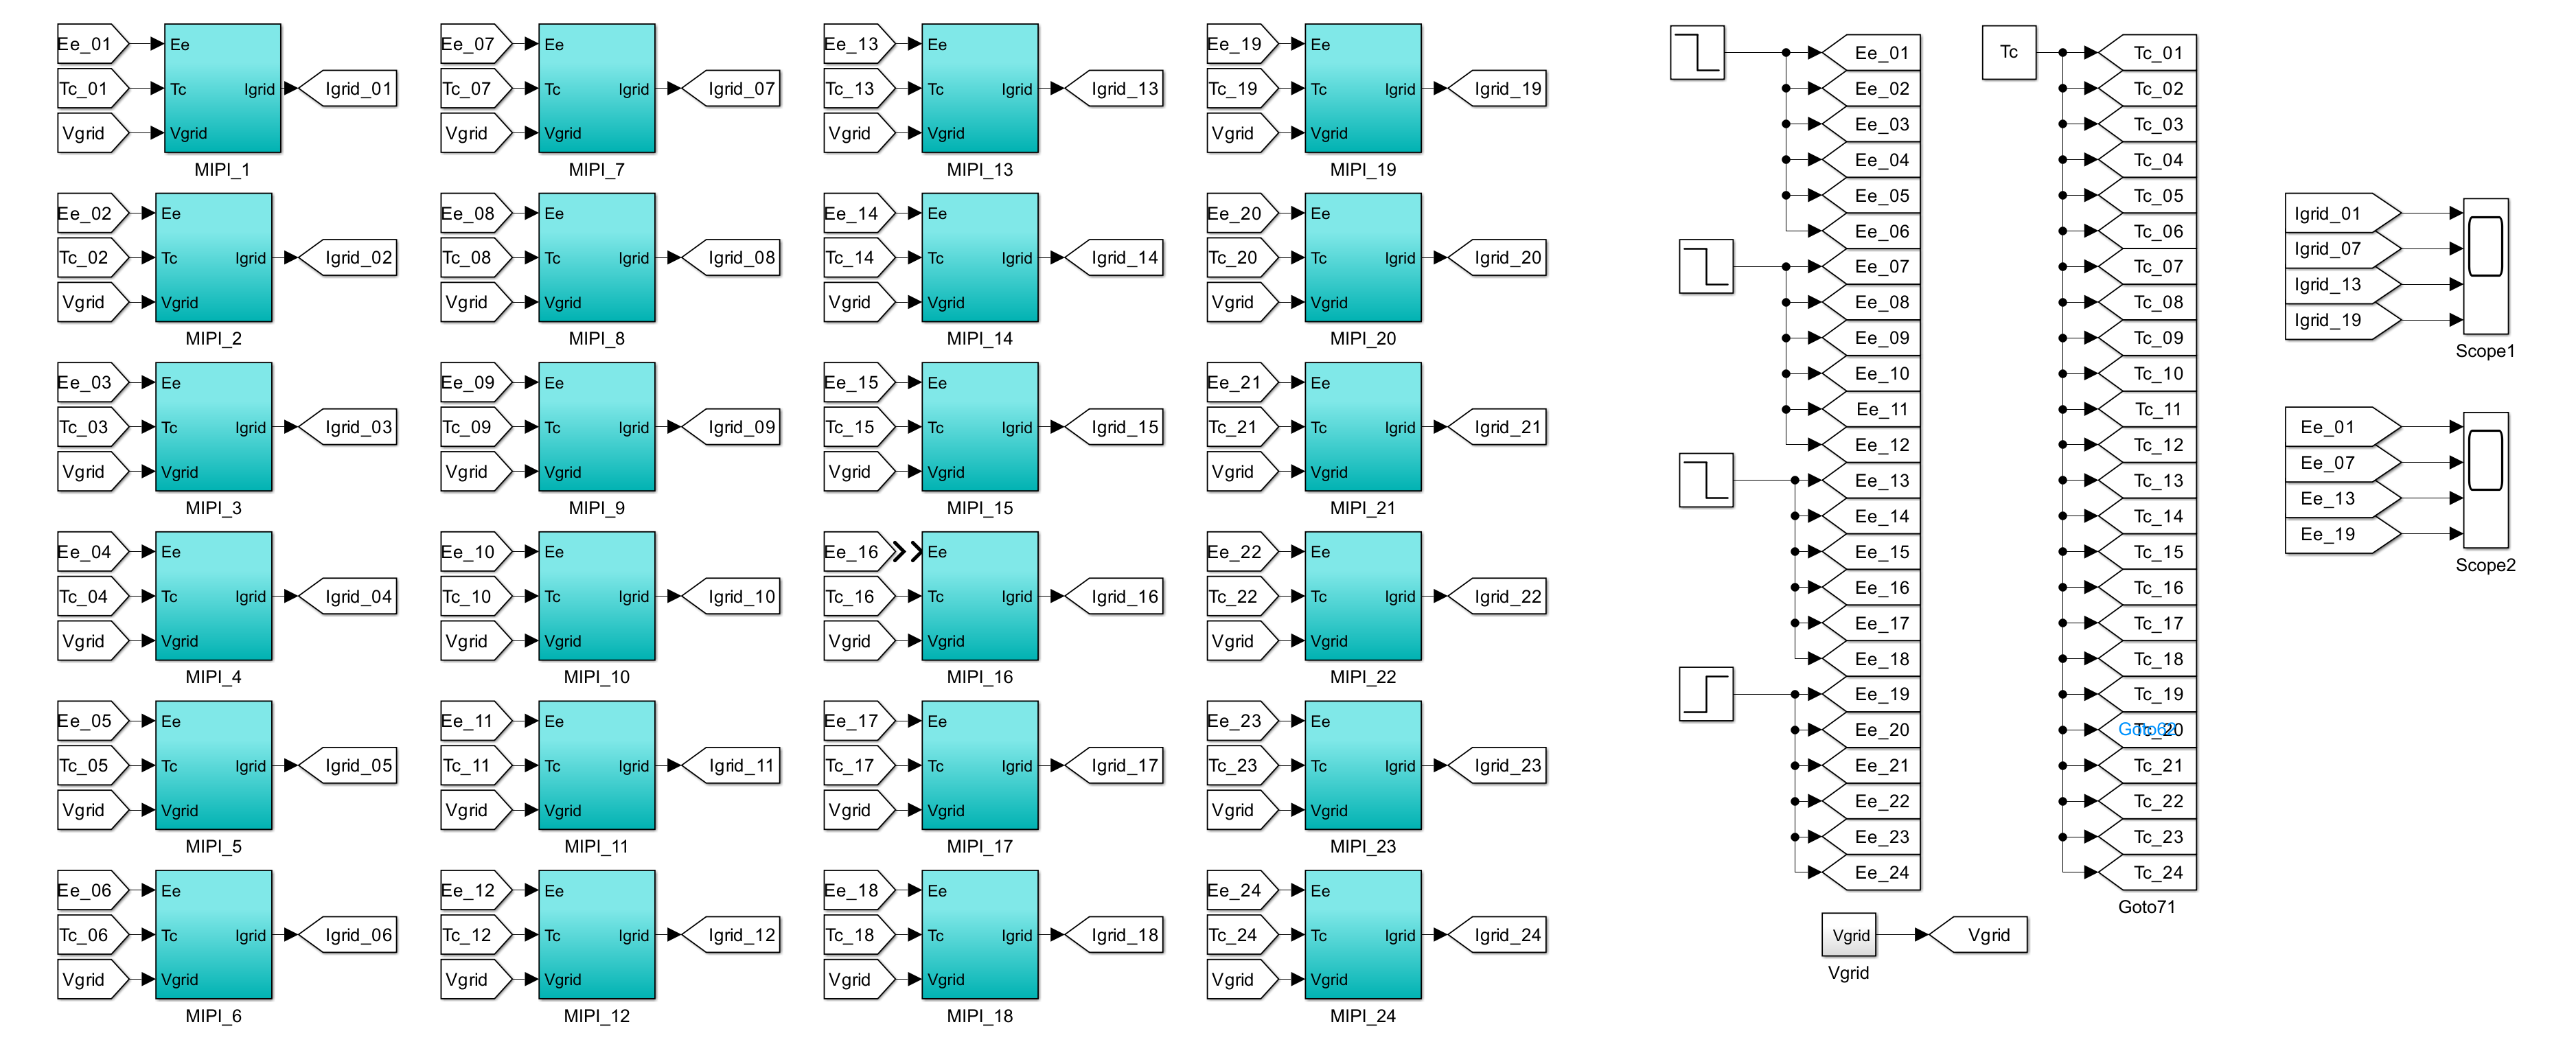 Ee_01 Ee
Tc_01 Tc Igrid Igrid_01
Vgrid Vgrid
MIPI_1
Ee_02 Ee
Tc_02 Tc Igrid Igrid_02
Vgrid Vgrid
MIPI_2
Ee_03 Ee
Tc_03 Tc Igrid Igrid_03
Vgrid Vgrid
MIPI_3
Ee_04 Ee
Tc_04 Tc Igrid Igrid_04
Vgrid Vgrid
MIPI_4
Ee_05 Ee
Tc_05 Tc Igrid Igrid_05
Vgrid Vgrid
MIPI_5
Ee_06 Ee
Tc_06 Tc Igrid Igrid_06
Vgrid Vgrid
MIPI_6
Ee_07 Ee
Tc_07 Tc Igrid Igrid_07
Vgrid Vgrid
MIPI_7
Ee_08 Ee
Tc_08 Tc Igrid Igrid_08
Vgrid Vgrid
MIPI_8
Ee_09 Ee
Tc_09 Tc Igrid Igrid_09
Vgrid Vgrid
MIPI_9
Ee_10 Ee
Tc_10 Tc Igrid Igrid_10
Vgrid Vgrid
MIPI_10
Ee_11 Ee
Tc_11 Tc Igrid Igrid_11
Vgrid Vgrid
MIPI_11
Ee_12 Ee
Tc_12 Tc Igrid Igrid_12
Vgrid Vgrid
MIPI_12
Ee_13 Ee
Tc_13 Tc Igrid Igrid_13
Vgrid Vgrid
MIPI_13
Ee_14 Ee
Tc_14 Tc Igrid Igrid_14
Vgrid Vgrid
MIPI_14
Ee_15 Ee
Tc_15 Tc Igrid Igrid_15
Vgrid Vgrid
MIPI_15
Ee_16 Ee
Tc_16 Tc Igrid Igrid_16
Vgrid Vgrid
MIPI_16
Ee_17 Ee
Tc_17 Tc Igrid Igrid_17
Vgrid Vgrid
MIPI_17
Ee_18 Ee
Tc_18 Tc Igrid Igrid_18
Vgrid Vgrid
MIPI_18
Ee_19 Ee
Tc_19 Tc Igrid Igrid_19
Vgrid Vgrid
MIPI_19
Ee_20 Ee
Tc_20 Tc Igrid Igrid_20
Vgrid Vgrid
MIPI_20
Ee_21 Ee
Tc_21 Tc Igrid Igrid_21
Vgrid Vgrid
MIPI_21
Ee_22 Ee
Tc_22 Tc Igrid Igrid_22
Vgrid Vgrid
MIPI_22
Ee_23 Ee
Tc_23 Tc Igrid Igrid_23
Vgrid Vgrid
MIPI_23
Ee_24 Ee
Tc_24 Tc Igrid Igrid_24
Vgrid Vgrid
MIPI_24
Ee_01
Ee_02
Ee_03
Ee_04
Ee_05
Ee_06
Ee_07
Ee_08
Ee_09
Ee_10
Ee_11
Ee_12
Ee_13
Ee_14
Ee_15
Ee_16
Ee_17
Ee_18
Ee_19
Ee_20
Ee_21
Ee_22
Ee_23
Ee_24
Tc
Tc_01
Tc_02
Tc_03
Tc_04
Tc_05
Tc_06
Tc_07
Tc_08
Tc_09
Tc_10
Tc_11
Tc_12
Tc_13
Tc_14
Tc_15
Tc_16
Tc_17
Tc_18
Tc_19
Tc_20
Tc_21
Tc_22
Tc_23
Tc_24
Goto71
Vgrid Vgrid
Vgrid
Igrid_01
Igrid_07
Igrid_13
Igrid_19
Scope1
Ee_01
Ee_07
Ee_13
Ee_19
Scope2